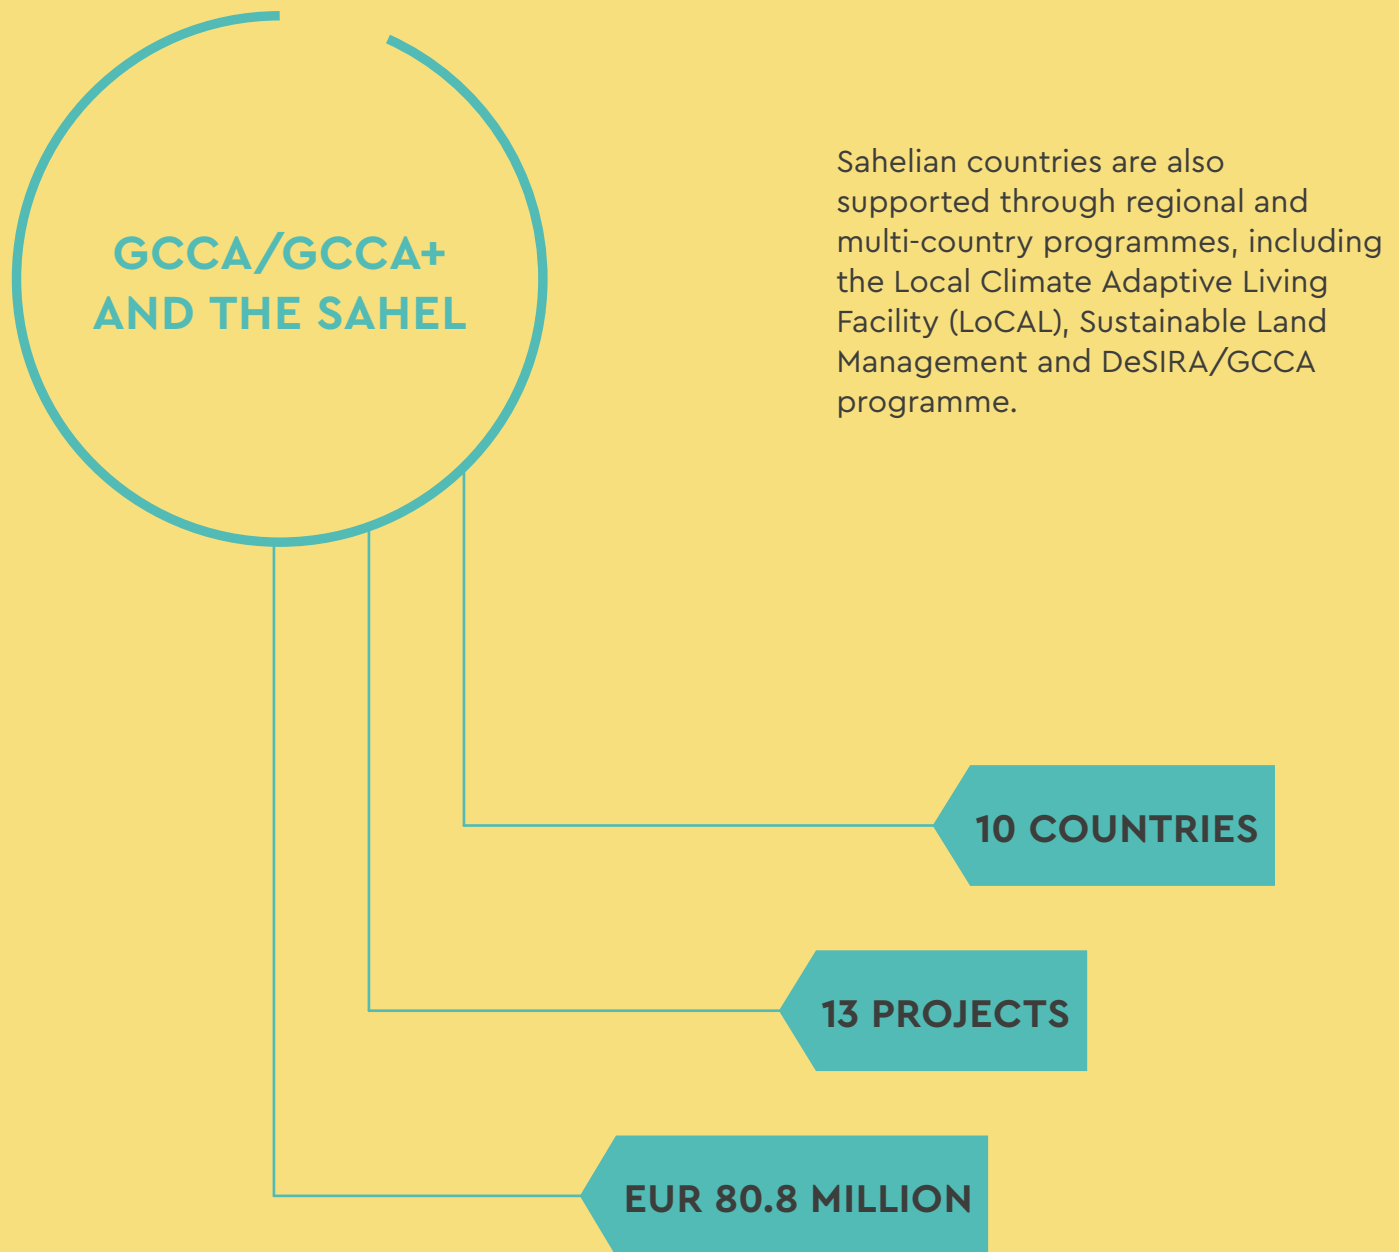 GCCA/GCCA+
AND THE SAHEL
Sahelian countries are also
supported through regional and
multi-country programmes, including
the Local Climate Adaptive Living
Facility (LoCAL), Sustainable Land
Management and DeSIRA/GCCA
programme.
10 COUNTRIES
13 PROJECTS
EUR 80.8 MILLION